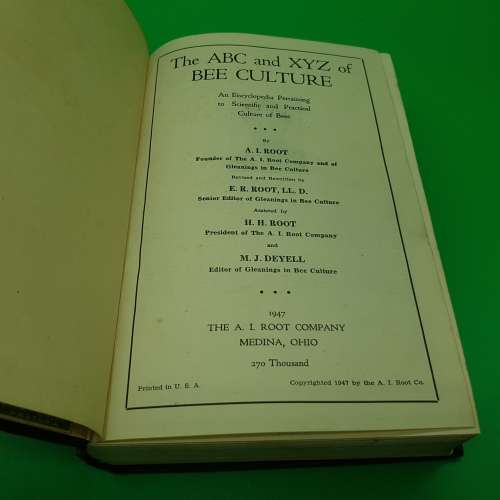 The ABC and XYZ of
BEE CULTURE
An Encyclopedia Pertaining
to Scientific and Practical
Culture of Bees
* * *
By
A. I. ROOT
Founder of The A. I. Root Company and of
Gleanings in Bee Culture
Revised and Rewritten by
E. R. ROOT, LL. D.
Senior Editor of Gleanings in Bee Culture
Assisted by
H. H. ROOT
President of The A. I. Root Company
and
M. J. DEYELL
Editor of Gleanings in Bee Culture
* * *
1947
THE A. I. ROOT COMPANY
MEDINA, OHIO
270 Thousand
Printed in U. S. A. Copyrighted 1947 by the A. I. Root Co.